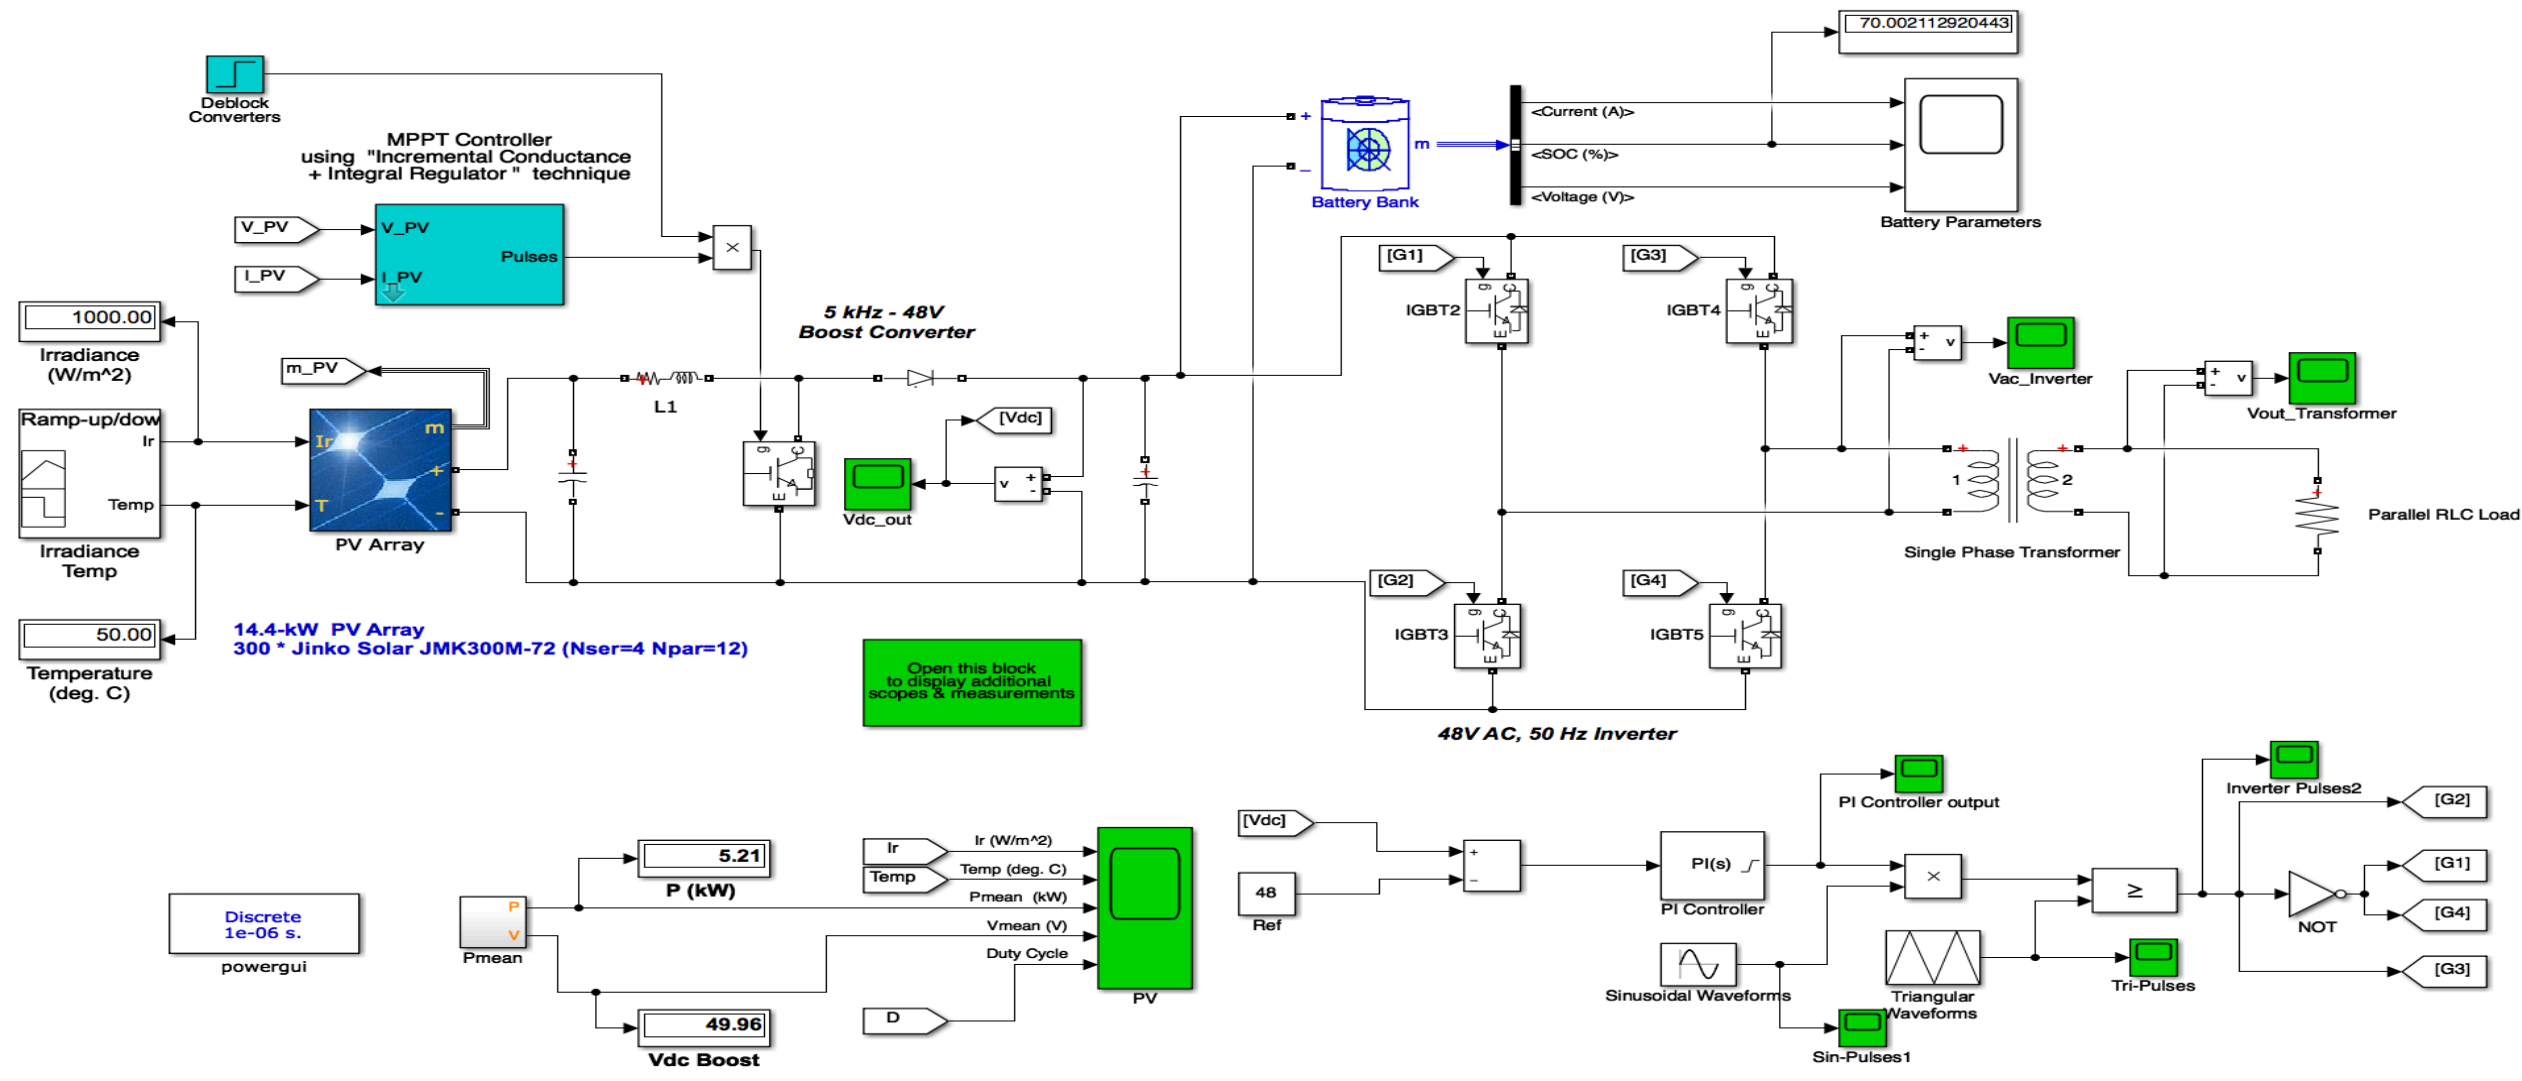 70.002112920443
Deblock
Converters
MPPT Controller
using "Incremental Conductance
+ Integral Regulator " technique
V_PV
V_PV
I_PV
I_PV
Pulses
×
<Current (A)>
<SOC (%)>
<Voltage (V)>
+
_
m
Battery Bank
Battery Parameters
1000.00
Irradiance
(W/m^2)
5 kHz - 48V
Boost Converter
[G1]
[G3]
g
C
E
IGBT2
g
C
E
IGBT4
m_PV
L1
[Vdc]
+
-
v
Vac_Inverter
+
-
v
Vout_Transformer
Ramp-up/dow
Ir
Temp
Irradiance
Temp
Ir
T
m
+
-
PV Array
g
C
E
Vdc_out
v
+
-
1
2
Single Phase Transformer
Parallel RLC Load
[G2]
[G4]
g
C
E
IGBT3
g
C
E
IGBT5
50.00
Temperature
(deg. C)
14.4-kW PV Array
300 * Jinko Solar JMK300M-72 (Nser=4 Npar=12)
Open this block
to display additional
scopes & measurements
48V AC, 50 Hz Inverter
Discrete
1e-06 s.
powergui
P
V
Pmean
5.21
P (kW)
49.96
Vdc Boost
Ir
Temp
D
Ir (W/m^2)
Temp (deg. C)
Pmean (kW)
Vmean (V)
Duty Cycle
PV
[Vdc]
48
Ref
+
−
PI(s)
PI Controller
PI Controller output
×
Sinusoidal Waveforms
Sin-Pulses1
Triangular
Waveforms
Tri-Pulses
≥
Inverter Pulses2
NOT
[G2]
[G1]
[G4]
[G3]